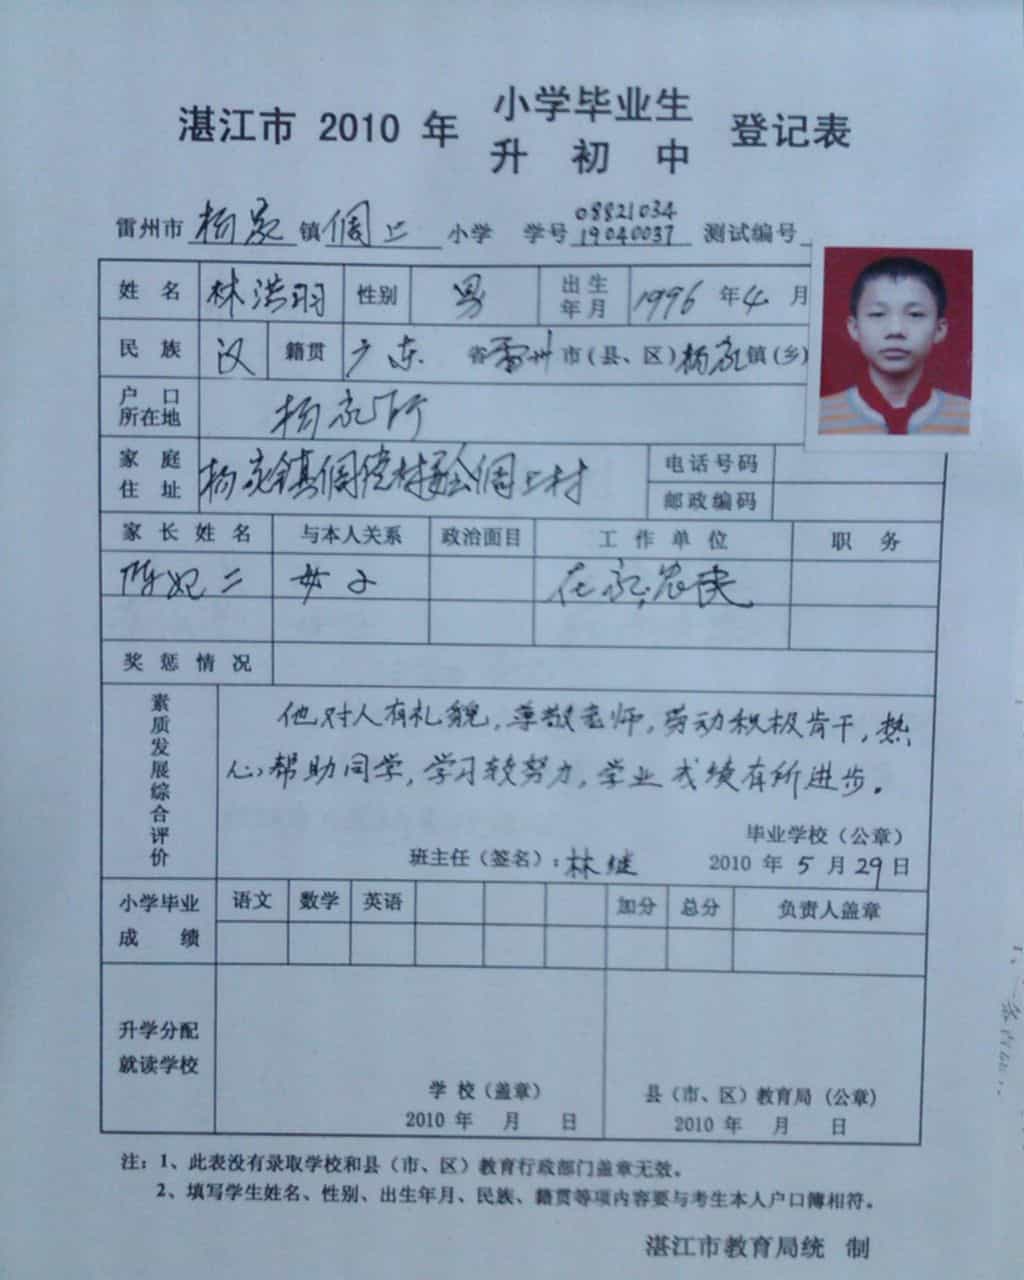 湛江市 2010 年 小学毕业生 登记表
升 初 中
雷州市 杨家 镇 倜上 小学 学号 08821034 19040037 测试编号
姓 名 林浩羽 性别 男 出生年月 1996 年 4 月
民 族 汉 籍贯 广东 省 雷州 市(县、区) 杨家 镇(乡)
户 口 所在地 杨家
家 庭 住 址 杨家镇 村委会 上村 电话号码
邮政编码
家 长 姓 名 与本人关系 政治面目 工 作 单 位 职 务
陈妃二 女子 在家农
奖 惩 情 况
素质发展综合评价
他对人有礼貌,尊敬老师,劳动积极肯干,热
心帮助同学,学习较努力,学业成绩有所进步。
毕业学校(公章)
班主任(签名):林继 2010 年 5 月 29 日
小学毕业 语文 数学 英语 加分 总分 负责人盖章
成 绩
升学分配
就读学校
学 校(盖章) 县(市、区)教育局(公章)
2010 年 月 日 2010 年 月 日
注:1、此表没有录取学校和县(市、区)教育行政部门盖章无效。
2、填写学生姓名、性别、出生年月、民族、籍贯等项内容要与考生本人户口簿相符。
湛江市教育局统 制